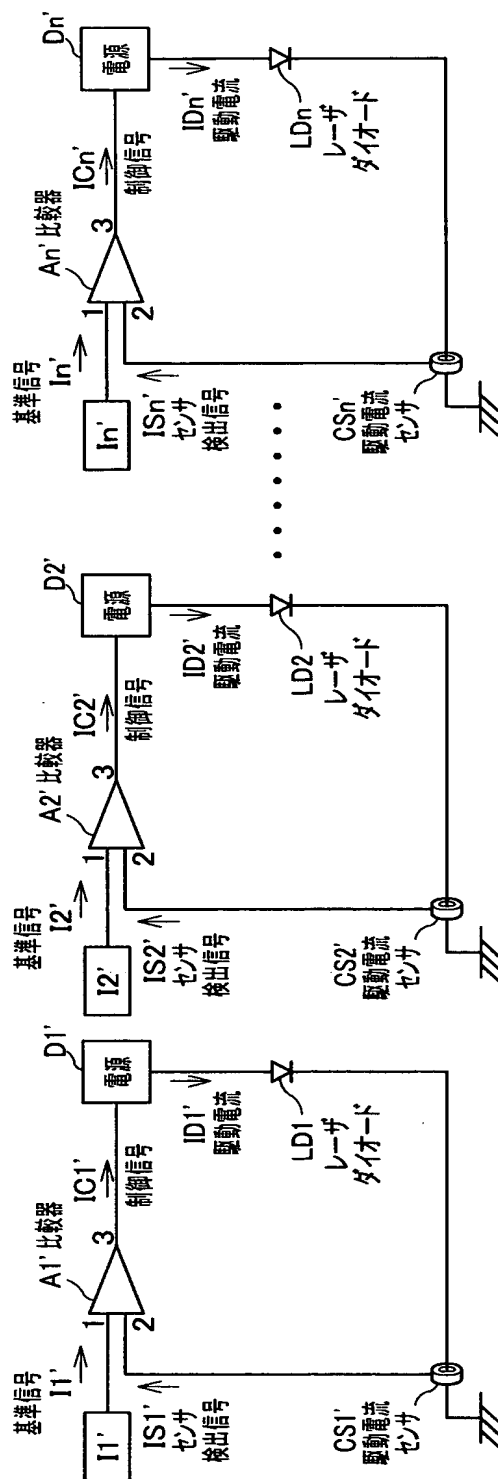 基準信号
I1'
I1'
A1' 比較器
1
2
3
IC1'
制御信号
D1'
電源
ID1'
駆動電流
IS1'
センサ
検出信号
LD1
レーザ
ダイオード
CS1'
駆動電流
センサ
基準信号
I2'
I2'
A2' 比較器
1
2
3
IC2'
制御信号
D2'
電源
ID2'
駆動電流
IS2'
センサ
検出信号
LD2
レーザ
ダイオード
CS2'
駆動電流
センサ
基準信号
In'
In'
An' 比較器
1
2
3
ICn'
制御信号
Dn'
電源
IDn'
駆動電流
ISn'
センサ
検出信号
LDn
レーザ
ダイオード
CSn'
駆動電流
センサ